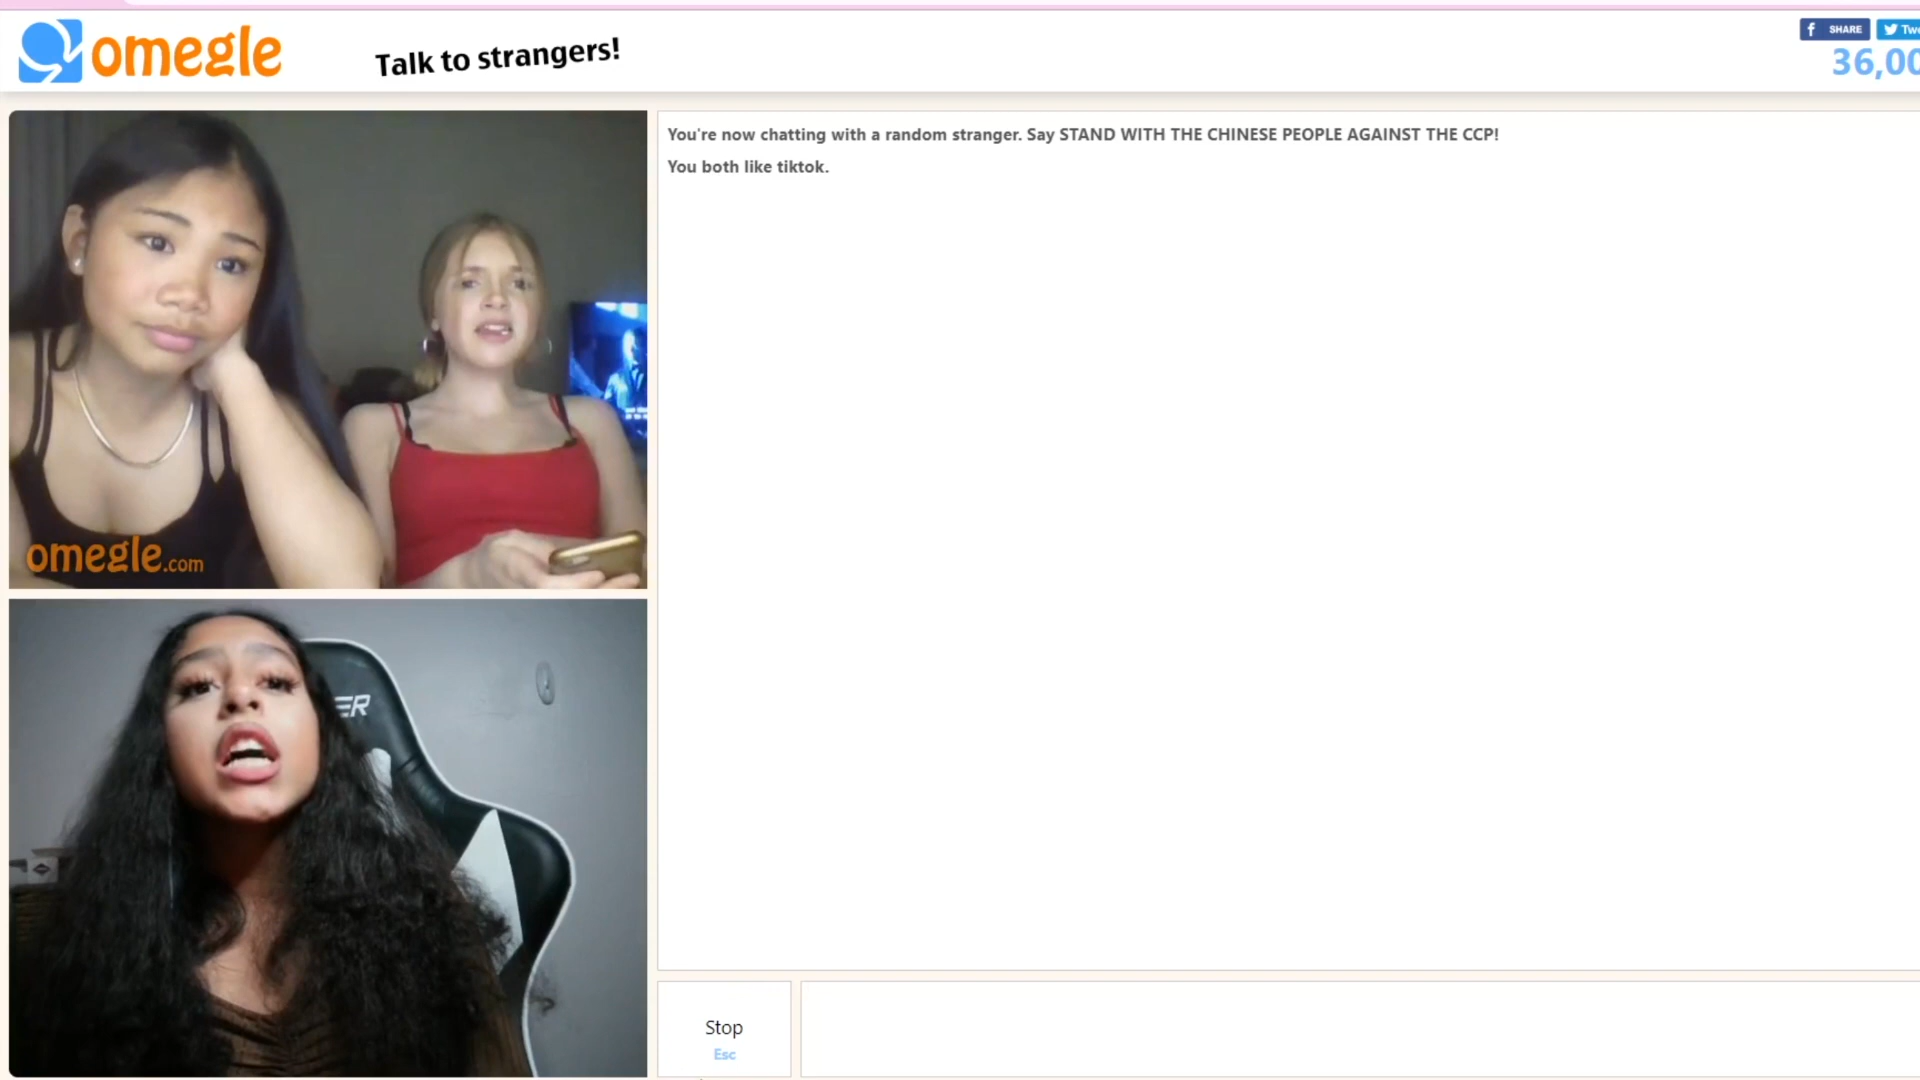 omegle
Talk to strangers!
SHARE
Twe
36,00
You're now chatting with a random stranger. Say STAND WITH THE CHINESE PEOPLE AGAINST THE CCP!
You both like tiktok.
omegle.com
ER
Stop
Esc